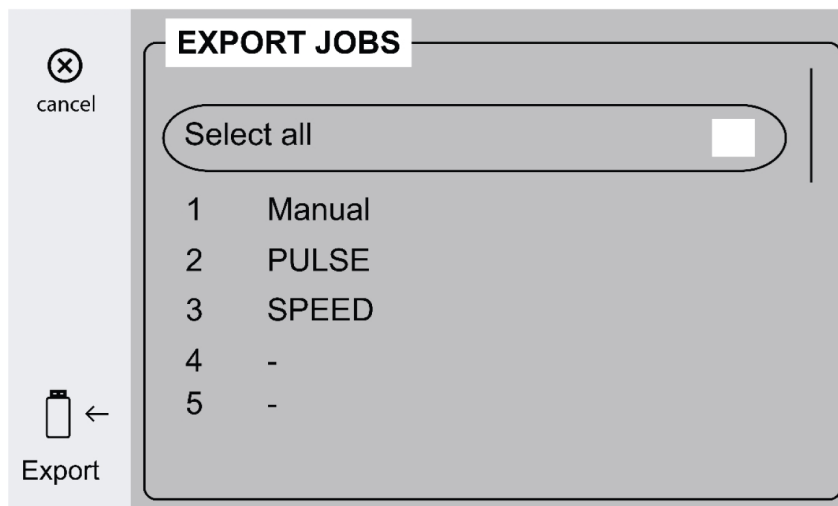 cancel
EXPORT JOBS
Select all
1 Manual
2 PULSE
3 SPEED
4 -
5 -
Export